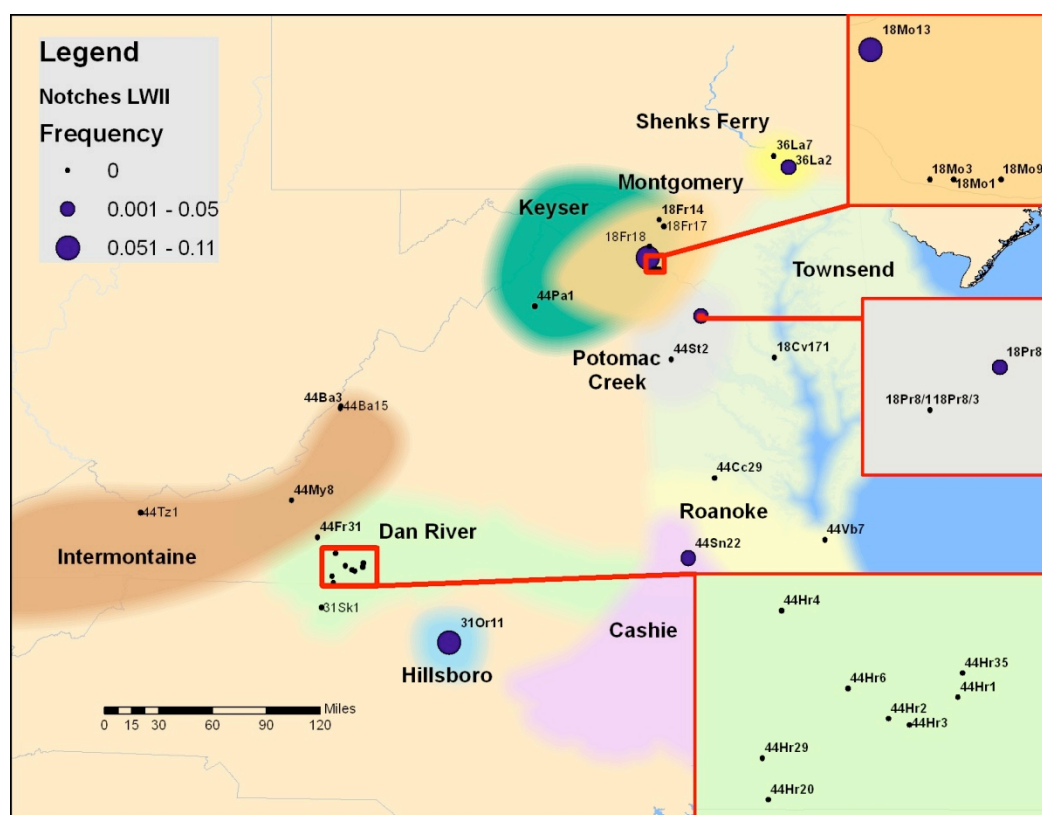 Legend
Notches LWII
Frequency
0
0.001 - 0.05
0.051 - 0.11
18Mo13
18Mo3
18Mo1
18Mo9
Shenks Ferry
36La7
36La2
Montgomery
Keyser
18Fr14
18Fr17
18Fr18
Townsend
44Pa1
Potomac
Creek
44St2
18Cv171
18Pr8
18Pr8/118Pr8/3
44Ba3
44Ba15
44Cc29
44My8
44Tz1
Roanoke
44Fr31
Dan River
44Vb7
44Sn22
Intermontaine
31Sk1
31Or11
Cashie
Hillsboro
Miles
0 15 30 60 90 120
44Hr4
44Hr35
44Hr6
44Hr1
44Hr2
44Hr3
44Hr29
44Hr20